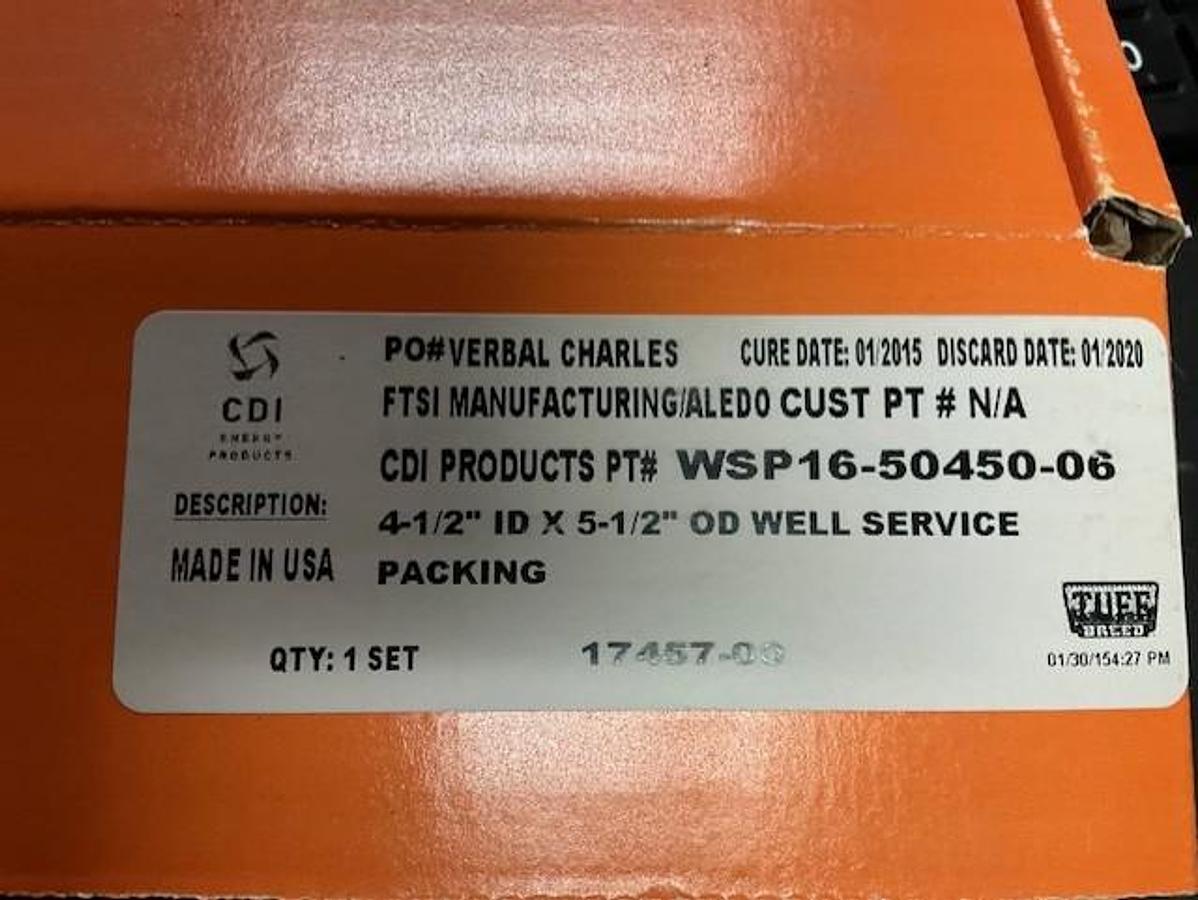 PO# VERBAL CHARLES CURE DATE: 01/2015 DISCARD DATE: 01/2020
CDI
ENERGY
PRODUCTS
FTSI MANUFACTURING/ALEDO CUST PT # N/A
CDI PRODUCTS PT# WSP16-50450-06
DESCRIPTION:
4-1/2" ID X 5-1/2" OD WELL SERVICE
MADE IN USA
PACKING
TUFF
BREED
QTY: 1 SET
01/30/154:27 PM